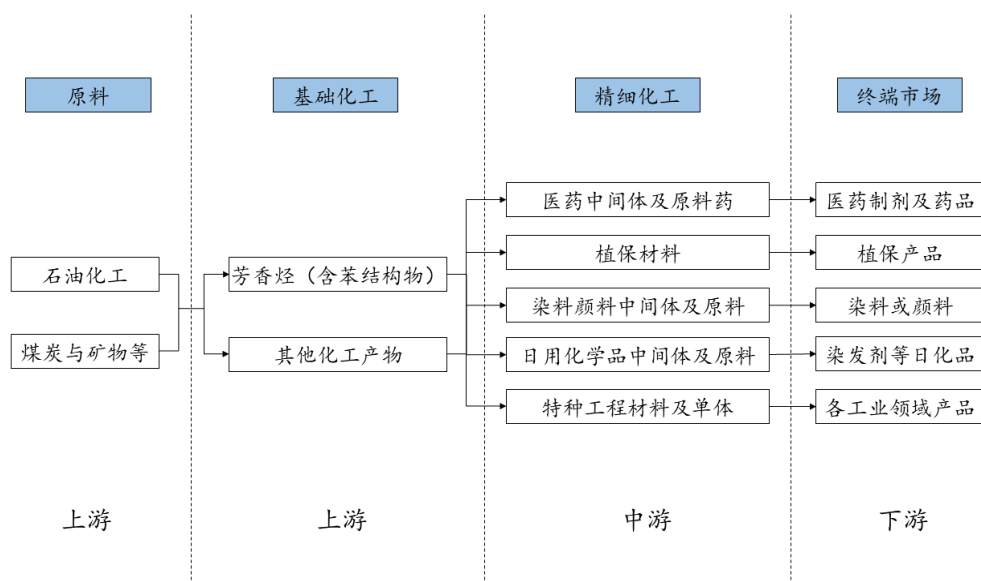 原料
基础化工
精细化工
终端市场
医药中间体及原料药
医药制剂及药品
石油化工
芳香烃（含苯结构物）
植保材料
植保产品
染料颜料中间体及原料
染料或颜料
煤炭与矿物等
其他化工产物
日用化学品中间体及原料
染发剂等日化品
特种工程材料及单体
各工业领域产品
上游
上游
中游
下游